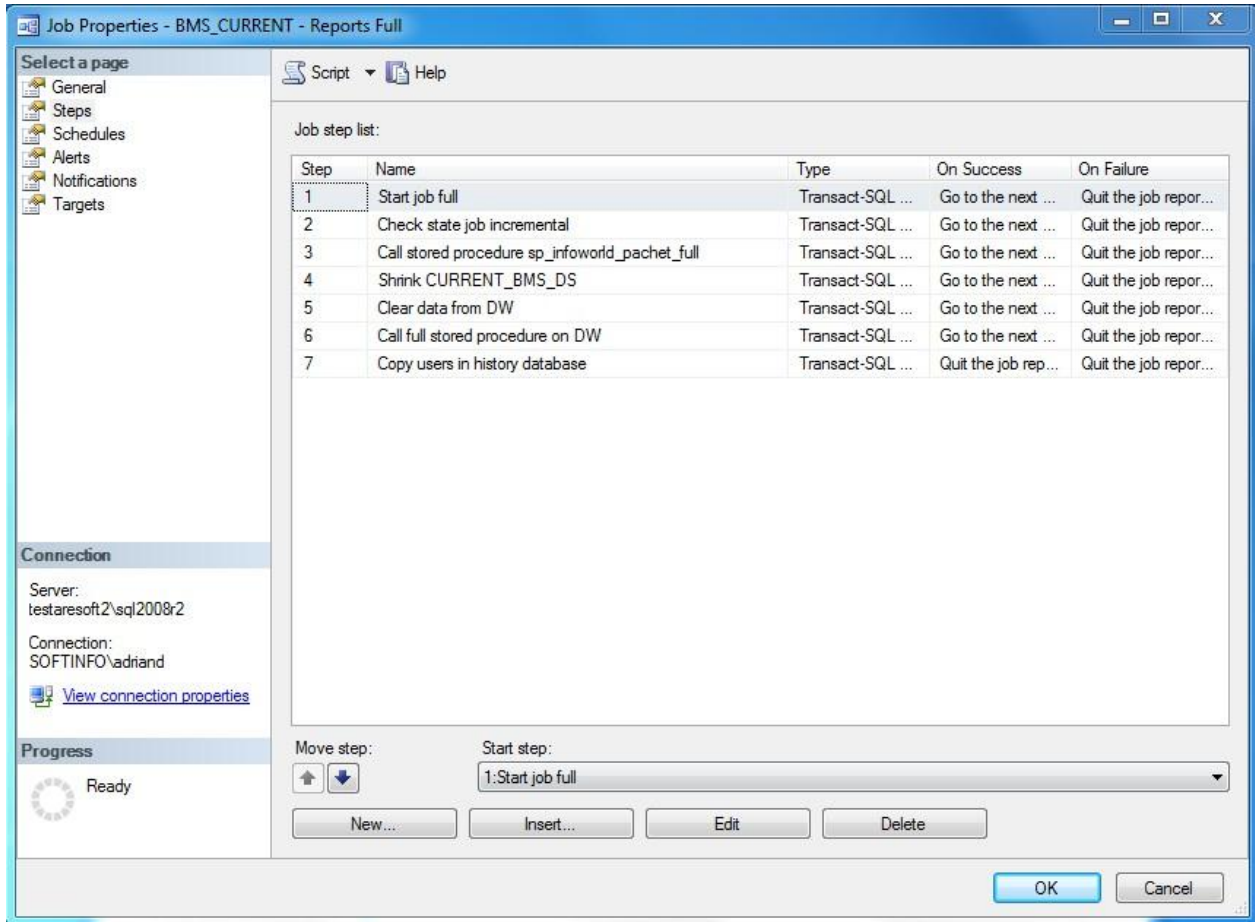 Job Properties - BMS_CURRENT - Reports Full
Select a page
General
Steps
Schedules
Alerts
Notifications
Targets
Script Help
Job step list:
Step Name Type On Success On Failure
1 Start job full Transact-SQL ... Go to the next ... Quit the job repor...
2 Check state job incremental Transact-SQL ... Go to the next ... Quit the job repor...
3 Call stored procedure sp_infoworld_pachet_full Transact-SQL ... Go to the next ... Quit the job repor...
4 Shrink CURRENT_BMS_DS Transact-SQL ... Go to the next ... Quit the job repor...
5 Clear data from DW Transact-SQL ... Go to the next ... Quit the job repor...
6 Call full stored procedure on DW Transact-SQL ... Go to the next ... Quit the job repor...
7 Copy users in history database Transact-SQL ... Quit the job rep... Quit the job repor...
Connection
Server:
testaresoft2\sql2008r2
Connection:
SOFTINFO\adriand
View connection properties
Progress
Ready
Move step: Start step:
1:Start job full
New... Insert... Edit Delete
OK Cancel